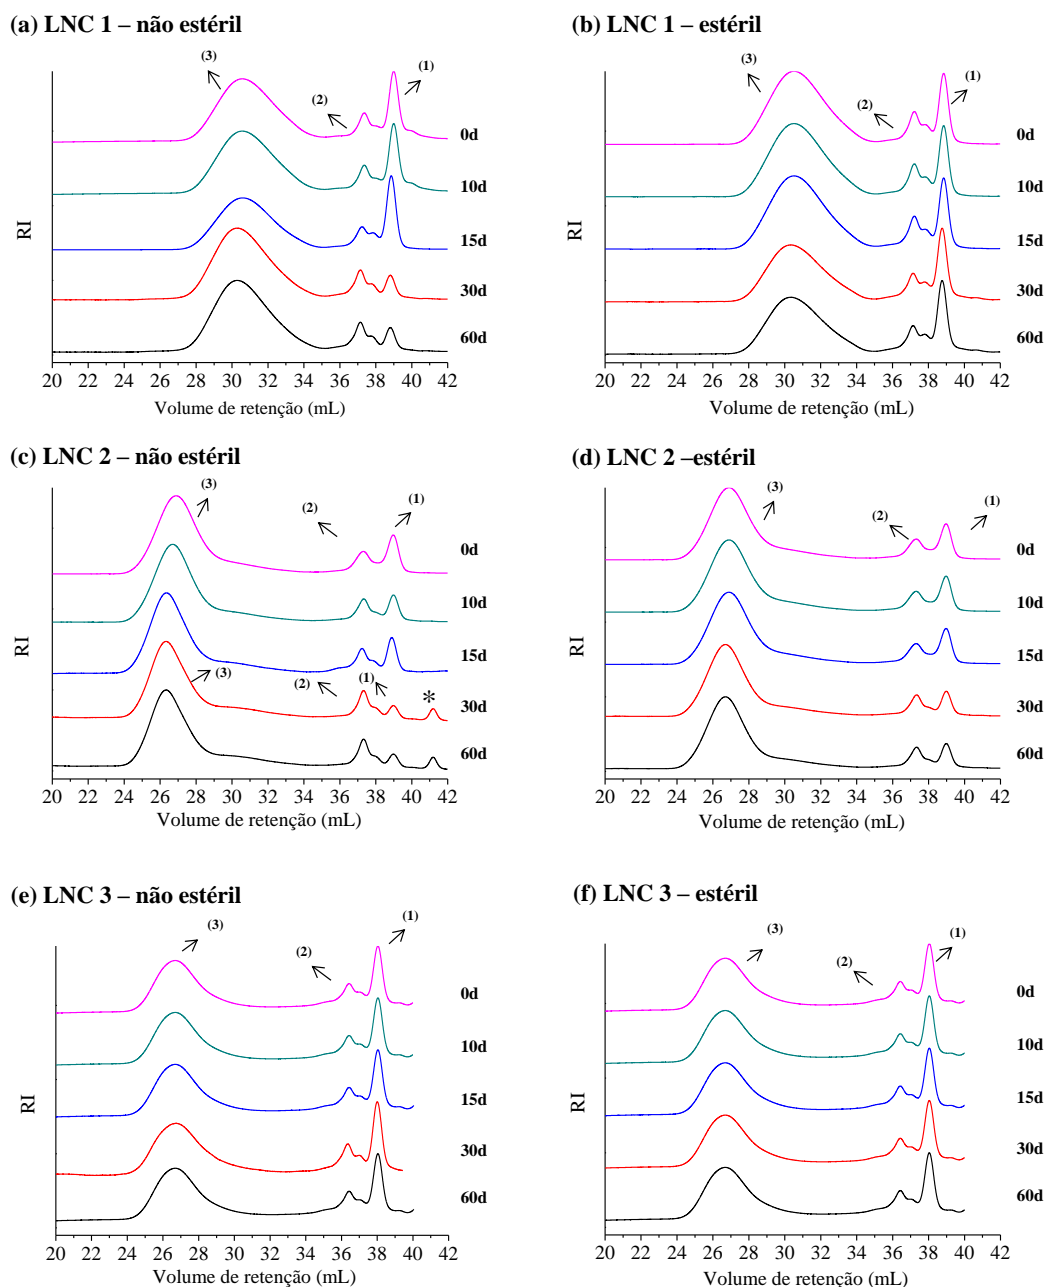 (a) LNC 1 – não estéril
(3)
(2)
(1)
0d
10d
15d
30d
60d
RI
20 22 24 26 28 30 32 34 36 38 40 42
Volume de retenção (mL)
(b) LNC 1 – estéril
(3)
(2)
(1)
0d
10d
15d
30d
60d
RI
20 22 24 26 28 30 32 34 36 38 40 42
Volume de retenção (mL)
(c) LNC 2 – não estéril
(3)
(2)
(1)
0d
10d
15d
(3)
(2)
(1)
*
30d
60d
RI
20 22 24 26 28 30 32 34 36 38 40 42
Volume de retenção (mL)
(d) LNC 2 –estéril
(3)
(2)
(1)
0d
10d
15d
30d
60d
RI
20 22 24 26 28 30 32 34 36 38 40 42
Volume de retenção (mL)
(e) LNC 3 – não estéril
(3)
(2)
(1)
0d
10d
15d
30d
60d
RI
20 22 24 26 28 30 32 34 36 38 40 42
Volume de retenção (mL)
(f) LNC 3 – estéril
(3)
(2)
(1)
0d
10d
15d
30d
60d
RI
20 22 24 26 28 30 32 34 36 38 40 42
Volume de retenção (mL)